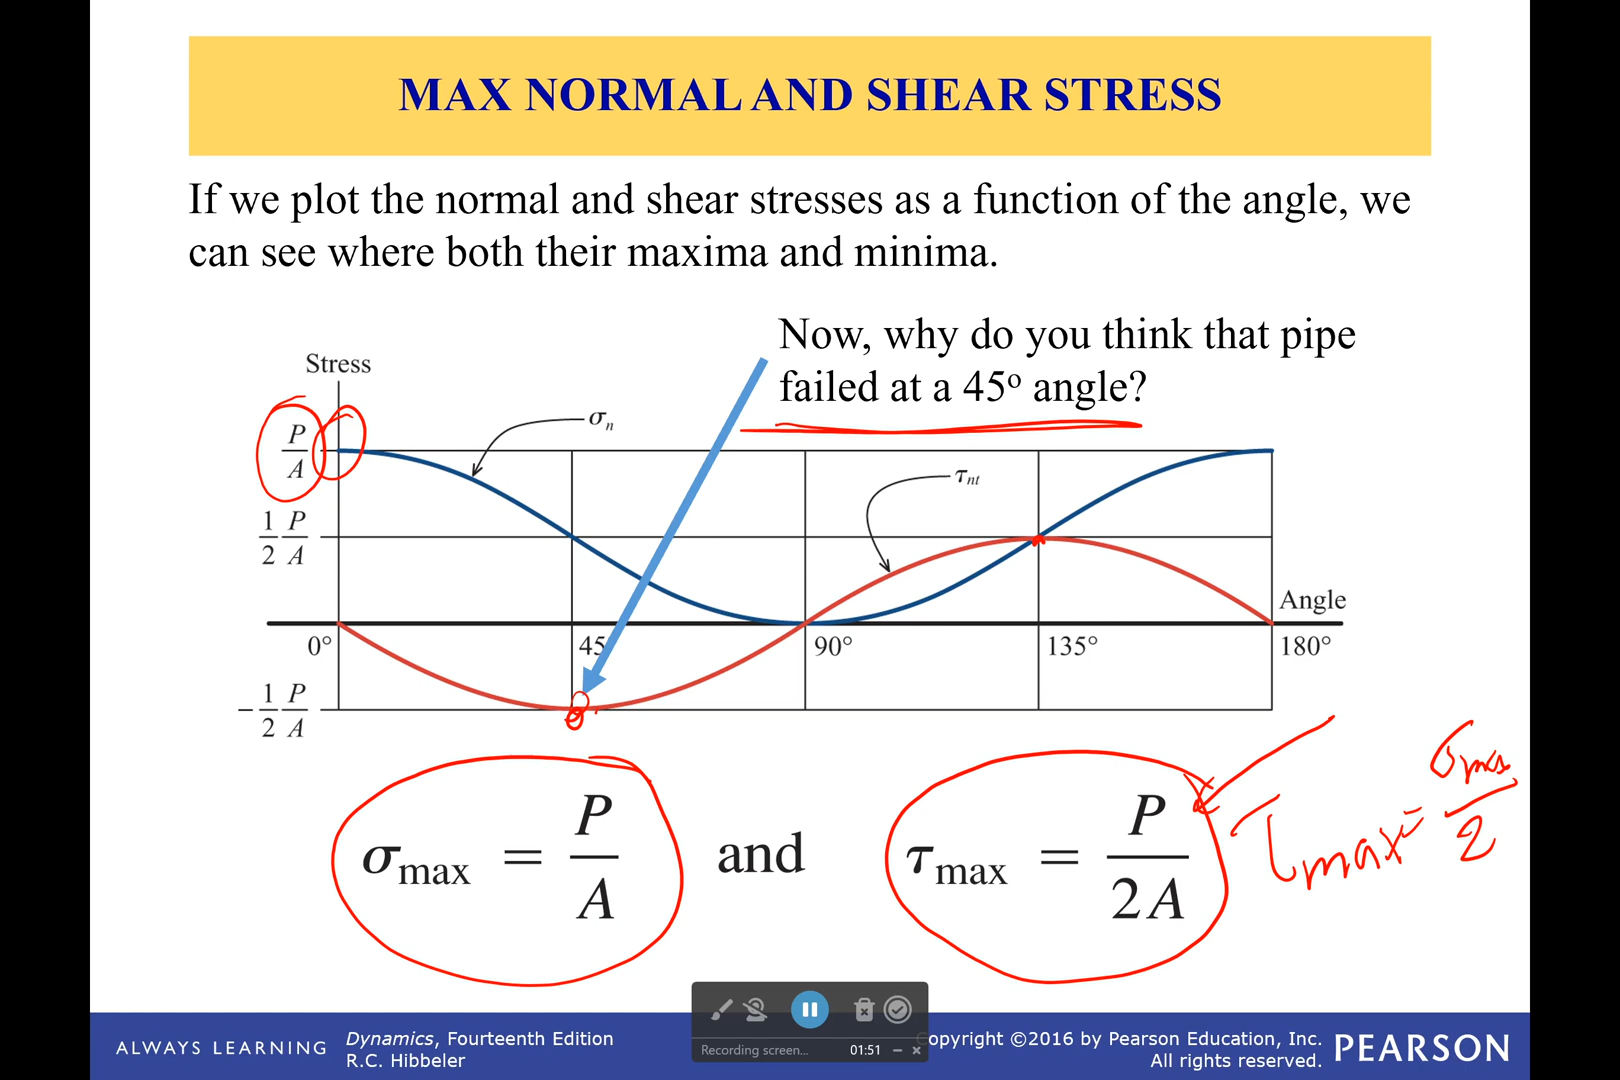 MAX NORMAL AND SHEAR STRESS
If we plot the normal and shear stresses as a function of the angle, we
can see where both their maxima and minima.
Now, why do you think that pipe
failed at a 45º angle?
Stress
P/A
σn
τnt
1/2 P/A
Angle
0°
45
90°
135°
180°
-1/2 P/A
σmax = P/A and τmax = P/2A
τmax = σmax/2
Recording screen... 01:51
ALWAYS LEARNING
Dynamics, Fourteenth Edition
R.C. Hibbeler
opyright ©2016 by Pearson Education, Inc.
All rights reserved.
PEARSON